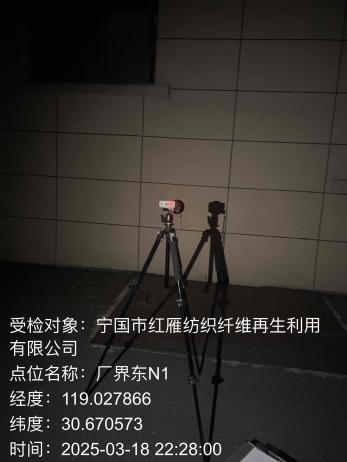 受检对象：宁国市红雁纺织纤维再生利用
有限公司
点位名称：厂界东N1
经度：119.027866
纬度：30.670573
时间：2025-03-18 22:28:00